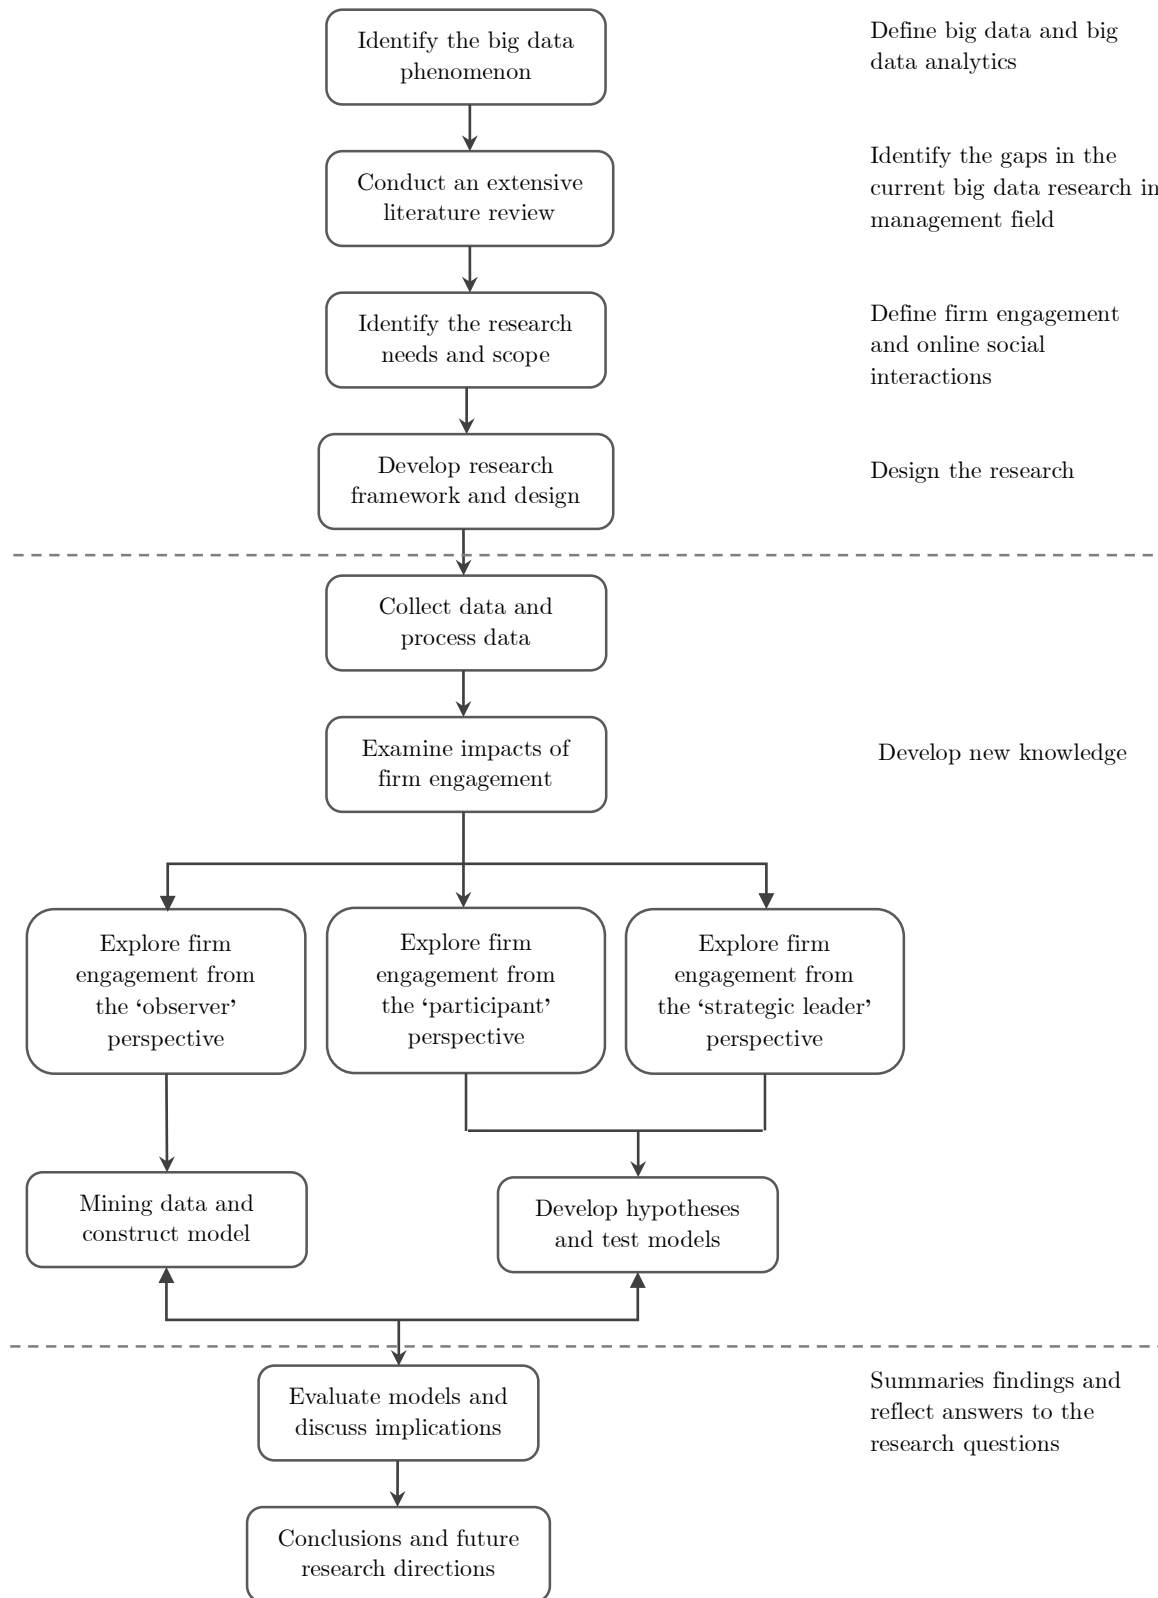 Identify the big data
phenomenon
Define big data and big
data analytics
Conduct an extensive
literature review
Identify the gaps in the
current big data research in
management field
Identify the research
needs and scope
Define firm engagement
and online social
interactions
Develop research
framework and design
Design the research
Collect data and
process data
Examine impacts of
firm engagement
Develop new knowledge
Explore firm
engagement from
the ‘observer’
perspective
Explore firm
engagement from
the ‘participant’
perspective
Explore firm
engagement from
the ‘strategic leader’
perspective
Mining data and
construct model
Develop hypotheses
and test models
Evaluate models and
discuss implications
Summaries findings and
reflect answers to the
research questions
Conclusions and future
research directions